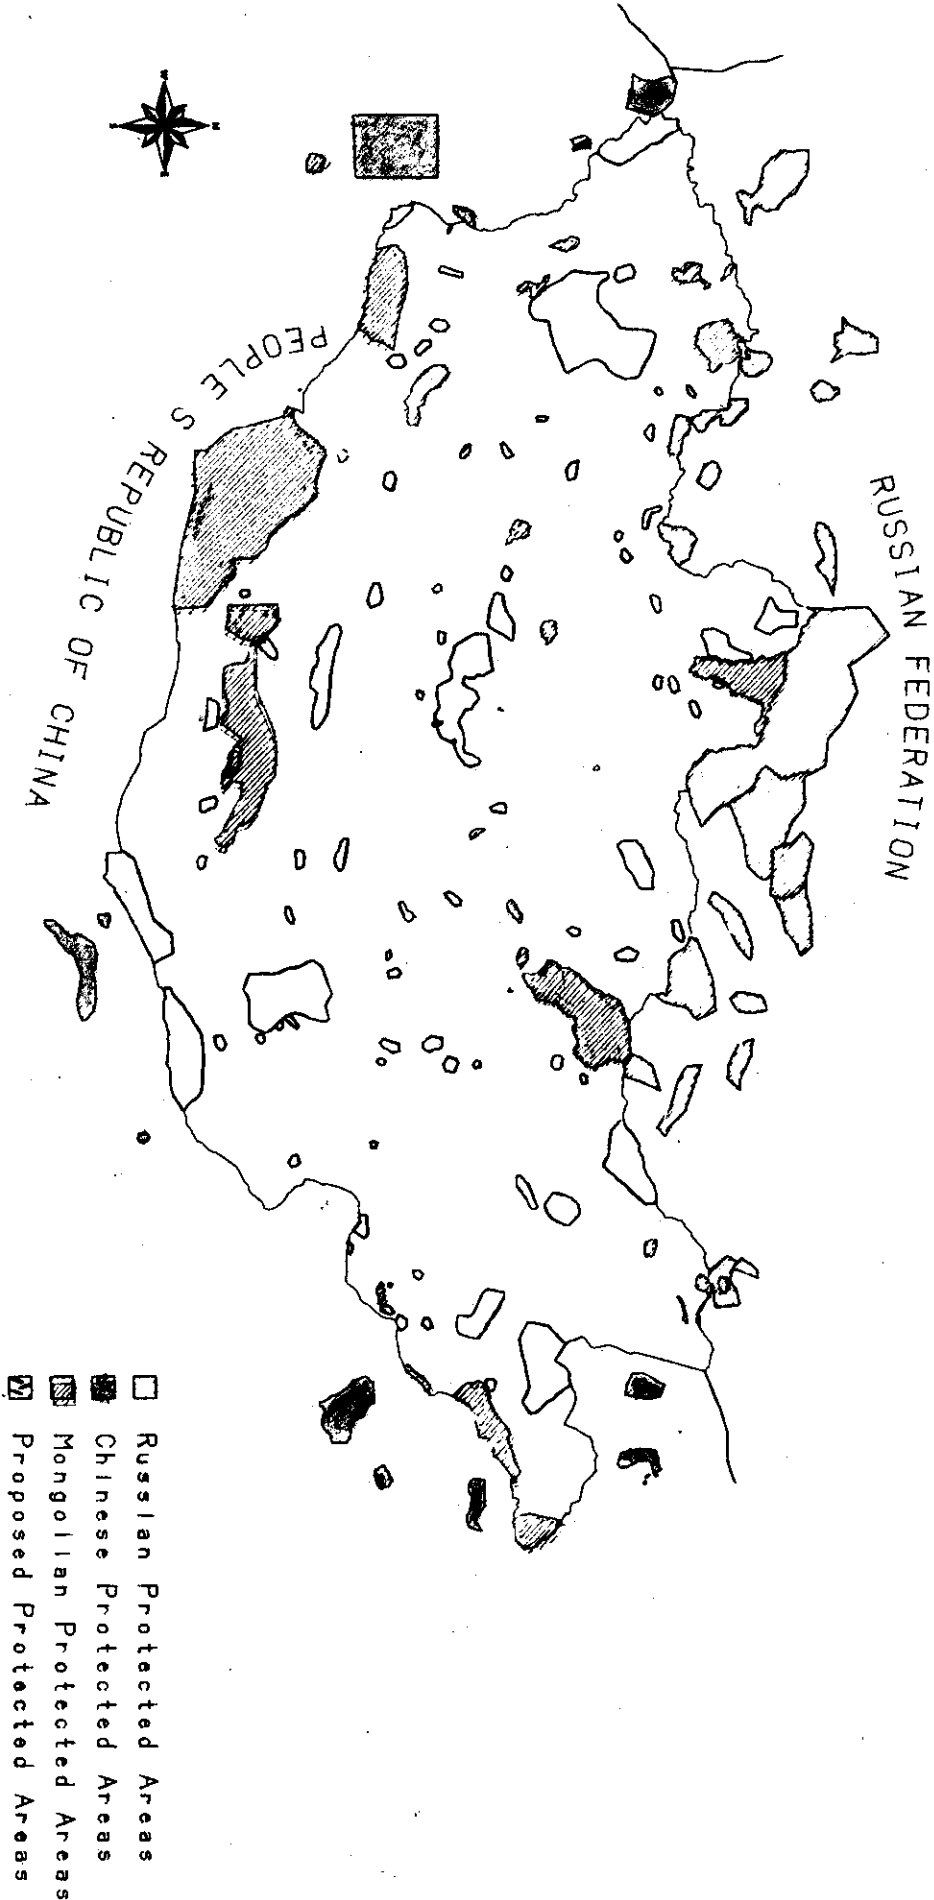 RUSSIAN FEDERATION
PEOPLE S REPUBLIC OF CHINA
Russian Protected Areas
Chinese Protected Areas
Mongolian Protected Areas
Proposed Protected Areas